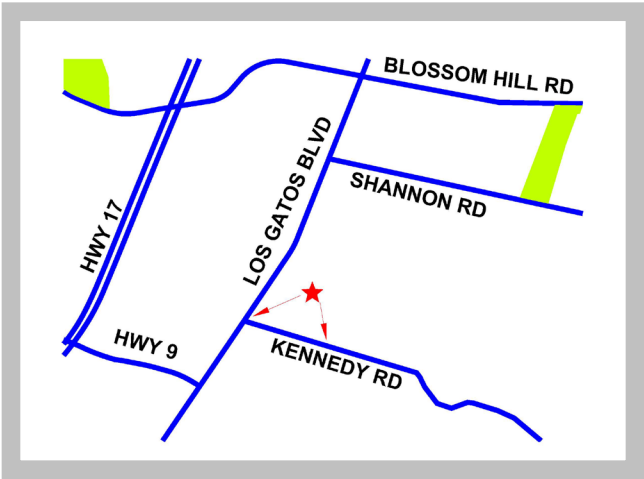 BLOSSOM HILL RD
LOS GATOS BLVD
SHANNON RD
HWY 17
HWY 9
KENNEDY RD